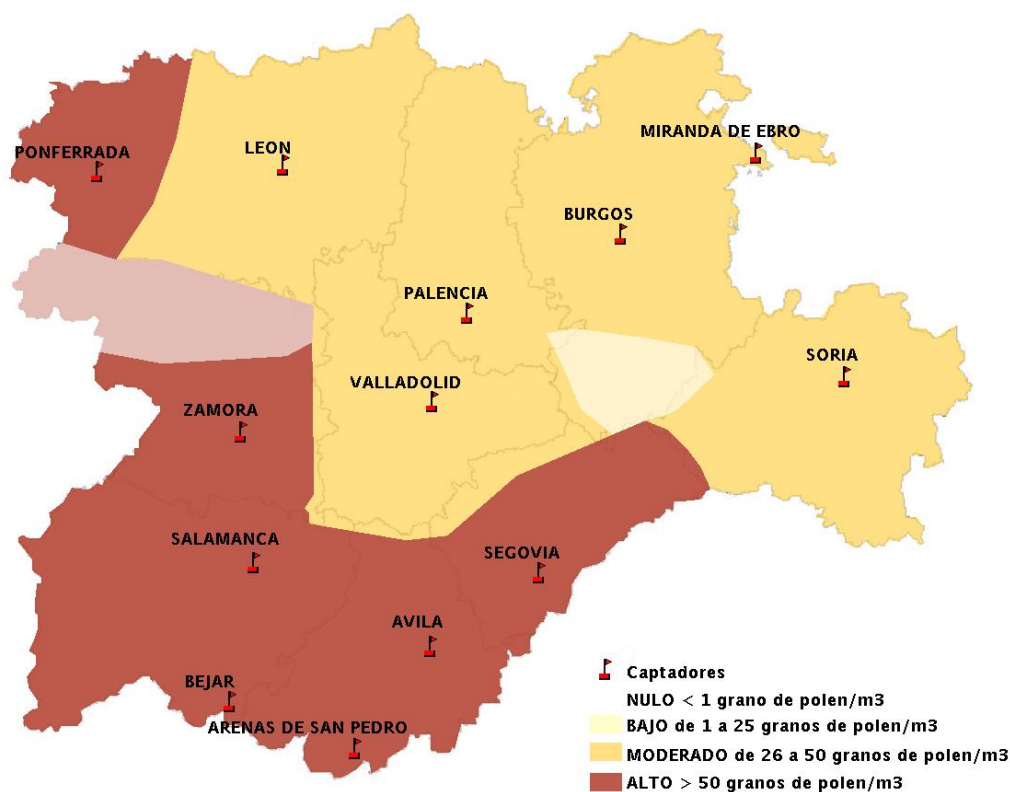 MIRANDA DE EBRO
PONFERRADA
LEON
BURGOS
PALENCIA
SORIA
VALLADOLID
ZAMORA
SALAMANCA
SEGOVIA
AVILA
BEJAR
ARENAS DE SAN PEDRO
Captadores
NULO < 1 grano de polen/m3
BAJO de 1 a 25 granos de polen/m3
MODERADO de 26 a 50 granos de polen/m3
ALTO > 50 granos de polen/m3